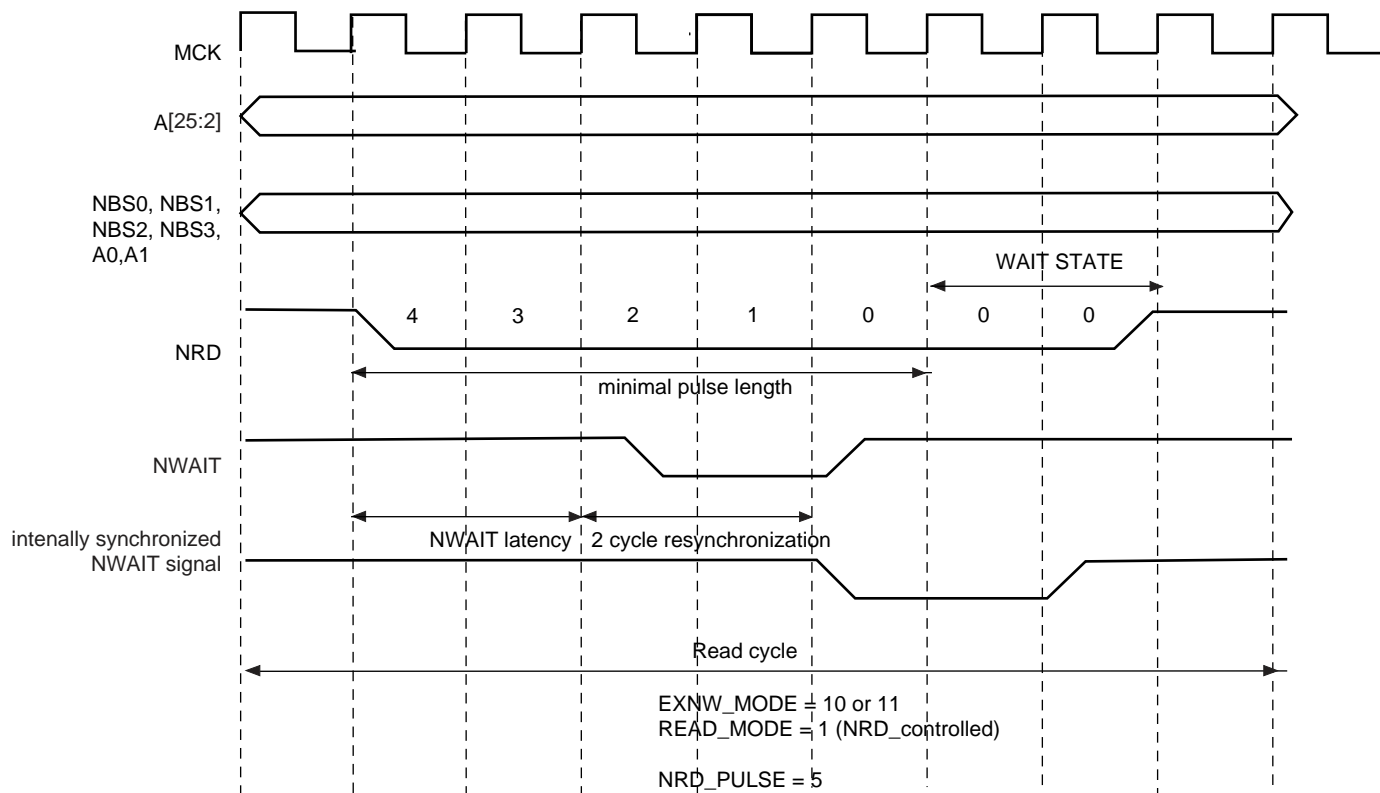 MCK
A[25:2]
NBS0, NBS1,
NBS2, NBS3,
A0,A1
WAIT STATE
4 3 2 1 0 0 0
NRD
minimal pulse length
NWAIT
intenally synchronized
NWAIT signal
NWAIT latency 2 cycle resynchronization
Read cycle
EXNW_MODE = 10 or 11
READ_MODE = 1 (NRD_controlled)
NRD_PULSE = 5